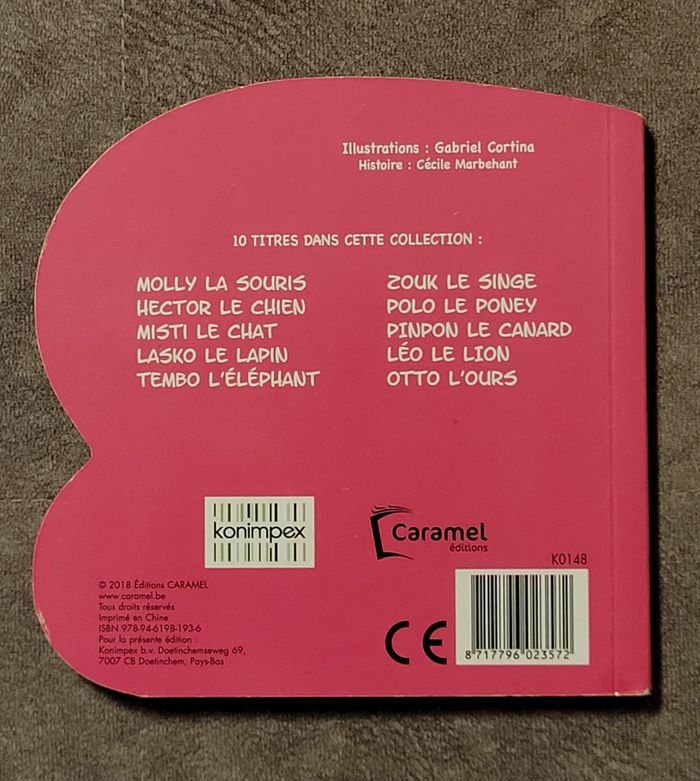 Illustrations : Gabriel Cortina
Histoire : Cécile Marbehant
10 TITRES DANS CETTE COLLECTION :
MOLLY LA SOURIS
HECTOR LE CHIEN
MISTI LE CHAT
LASKO LE LAPIN
TEMBO L'ÉLÉPHANT
ZOUK LE SINGE
POLO LE PONEY
PINPON LE CANARD
LÉO LE LION
OTTO L'OURS
konimpex
Caramel
éditions
© 2018 Éditions CARAMEL
www.caramel.be
Tous droits réservés
Imprimé en Chine
ISBN 978-94-6198-193-6
Pour la présente édition :
Konimpex b.v. Doetinchemseweg 69,
7007 CB Doetinchem, Pays-Bas
CE
K0148
8 717796 023572